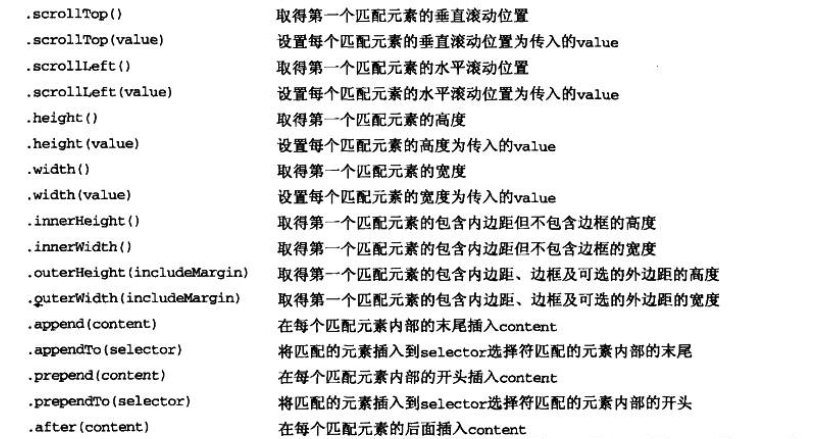 .scrollTop() 取得第一个匹配元素的垂直滚动位置
.scrollTop(value) 设置每个匹配元素的垂直滚动位置为传入的value
.scrollLeft() 取得第一个匹配元素的水平滚动位置
.scrollLeft(value) 设置每个匹配元素的水平滚动位置为传入的value
.height() 取得第一个匹配元素的高度
.height(value) 设置每个匹配元素的高度为传入的value
.width() 取得第一个匹配元素的宽度
.width(value) 设置每个匹配元素的宽度为传入的value
.innerHeight() 取得第一个匹配元素的包含内边距但不包含边框的高度
.innerWidth() 取得第一个匹配元素的包含内边距但不包含边框的宽度
.outerHeight(includeMargin) 取得第一个匹配元素的包含内边距、边框及可选的外边距的高度
.outerWidth(includeMargin) 取得第一个匹配元素的包含内边距、边框及可选的外边距的宽度
.append(content) 在每个匹配元素内部的末尾插入content
.appendTo(selector) 将匹配的元素插入到selector选择符匹配的元素内部的末尾
.prepend(content) 在每个匹配元素内部的开头插入content
.prependTo(selector) 将匹配的元素插入到selector选择符匹配的元素内部的开头
.after(content) 在每个匹配元素的后面插入content